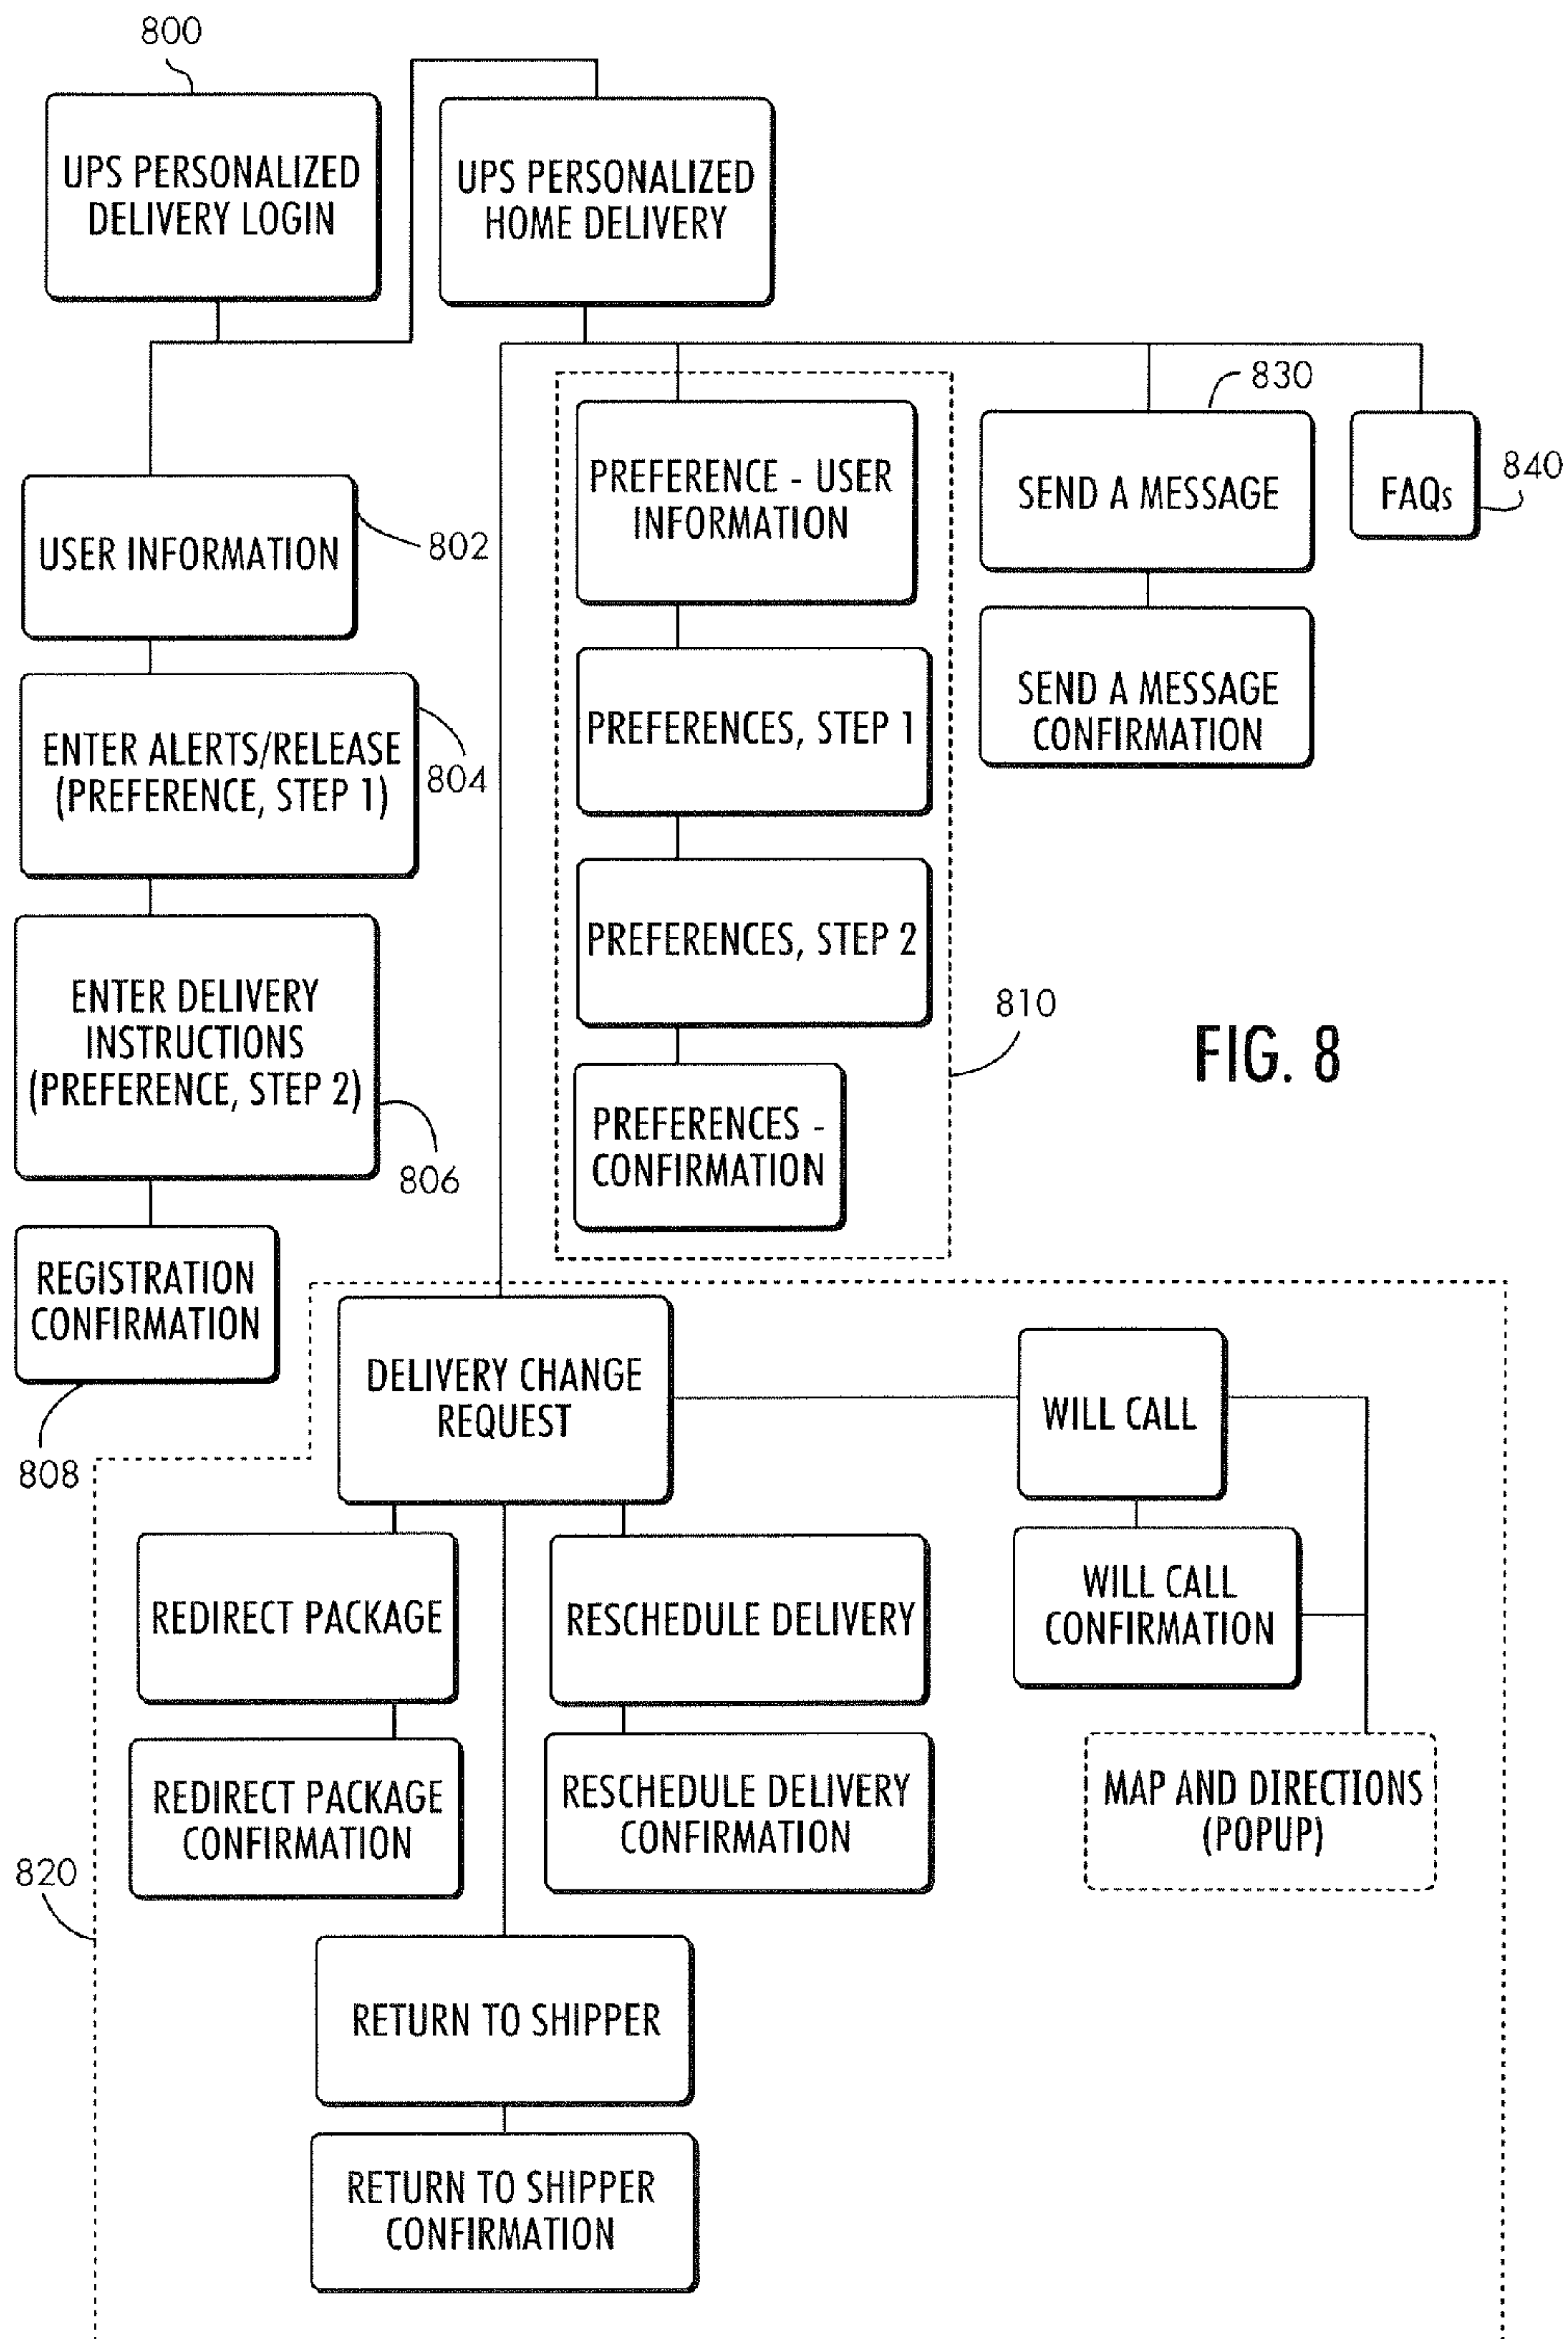 800
UPS PERSONALIZED
DELIVERY LOGIN
UPS PERSONALIZED
HOME DELIVERY
USER INFORMATION
802
ENTER ALERTS/RELEASE
(PREFERENCE, STEP 1)
804
ENTER DELIVERY
INSTRUCTIONS
(PREFERENCE, STEP 2)
806
REGISTRATION
CONFIRMATION
808
PREFERENCE - USER
INFORMATION
PREFERENCES, STEP 1
PREFERENCES, STEP 2
PREFERENCES -
CONFIRMATION
810
830
SEND A MESSAGE
SEND A MESSAGE
CONFIRMATION
FAQs
840
FIG. 8
DELIVERY CHANGE
REQUEST
WILL CALL
WILL CALL
CONFIRMATION
MAP AND DIRECTIONS
(POPUP)
REDIRECT PACKAGE
REDIRECT PACKAGE
CONFIRMATION
RESCHEDULE DELIVERY
RESCHEDULE DELIVERY
CONFIRMATION
820
RETURN TO SHIPPER
RETURN TO SHIPPER
CONFIRMATION